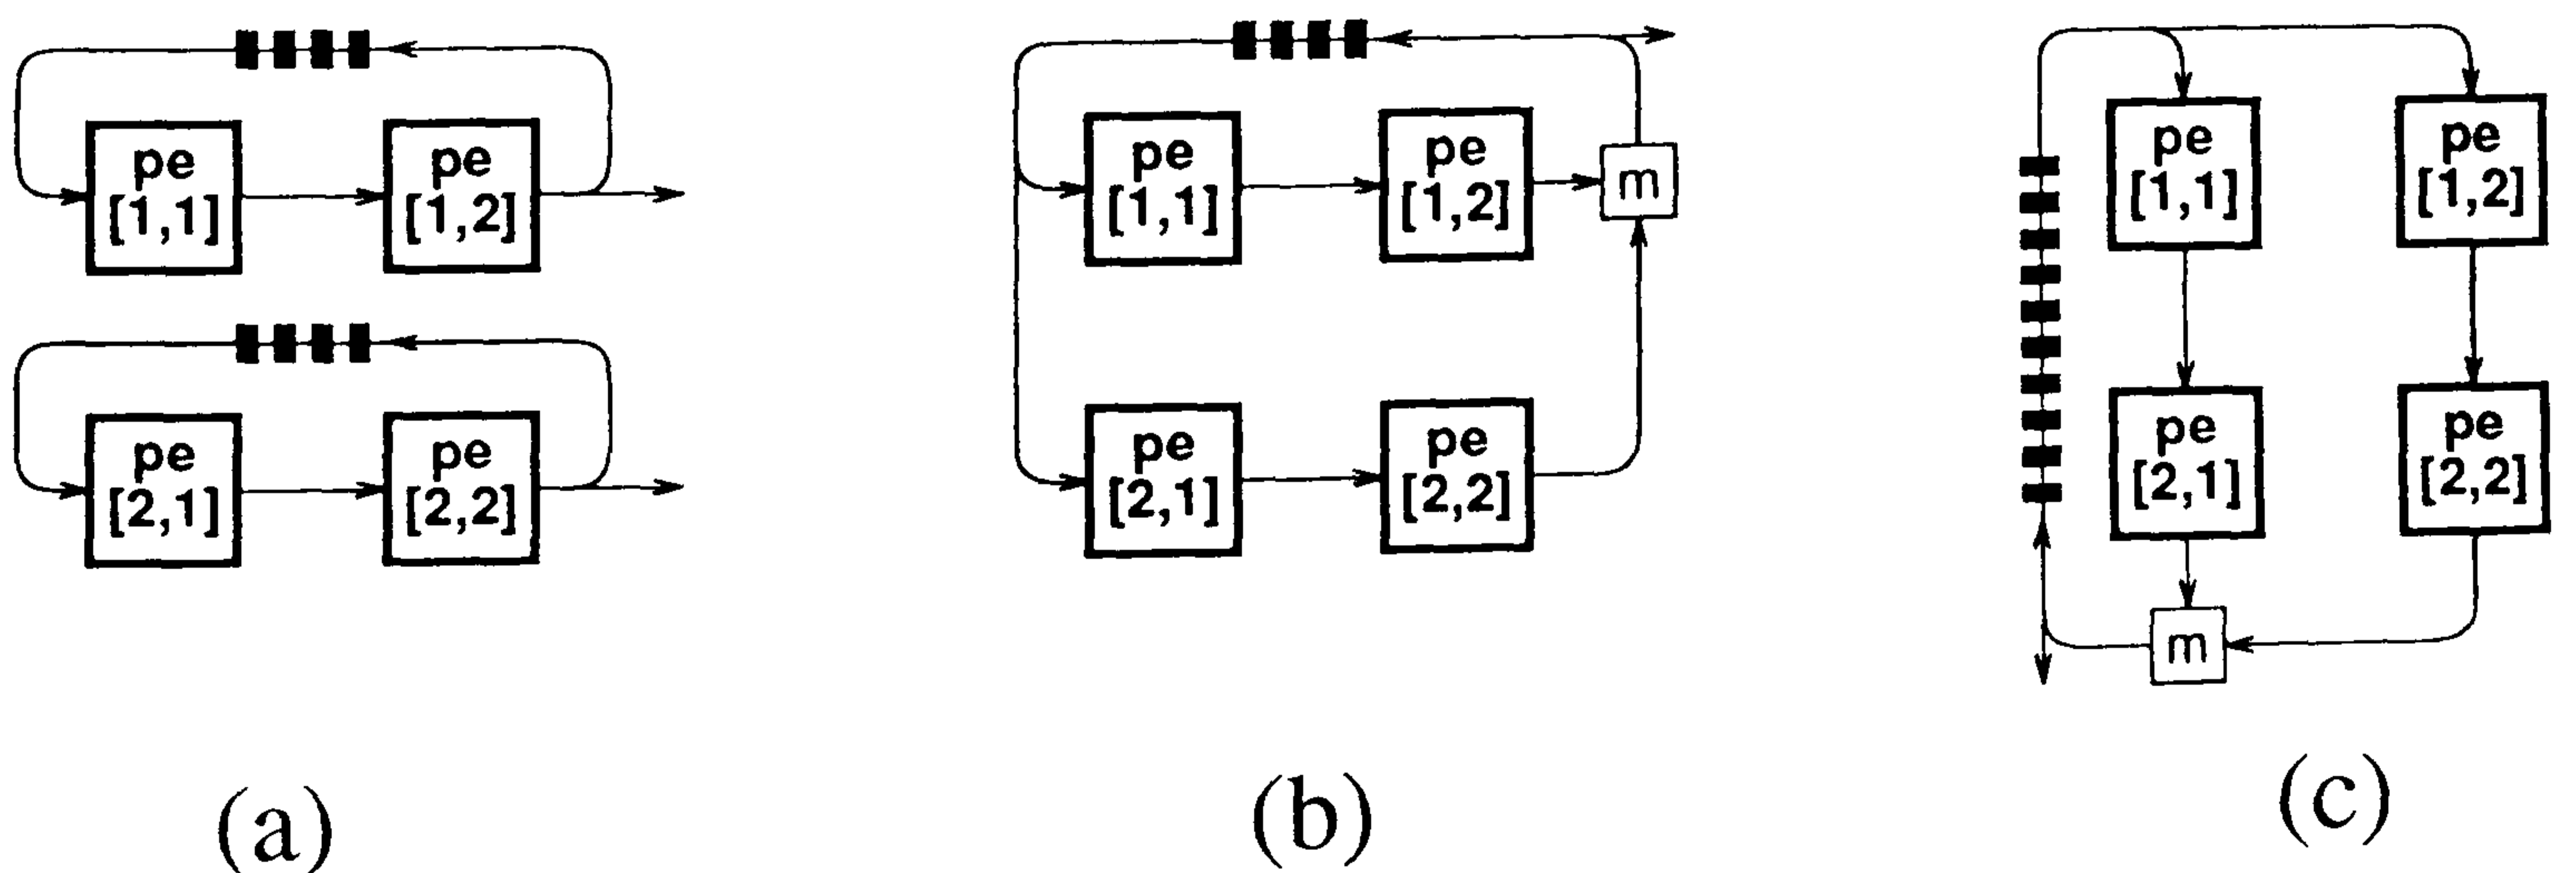 pe
[1,1]
pe
[1,2]
pe
[2,1]
pe
[2,2]
(a)
pe
[1,1]
pe
[1,2]
m
pe
[2,1]
pe
[2,2]
(b)
pe
[1,1]
pe
[1,2]
pe
[2,1]
pe
[2,2]
m
(c)